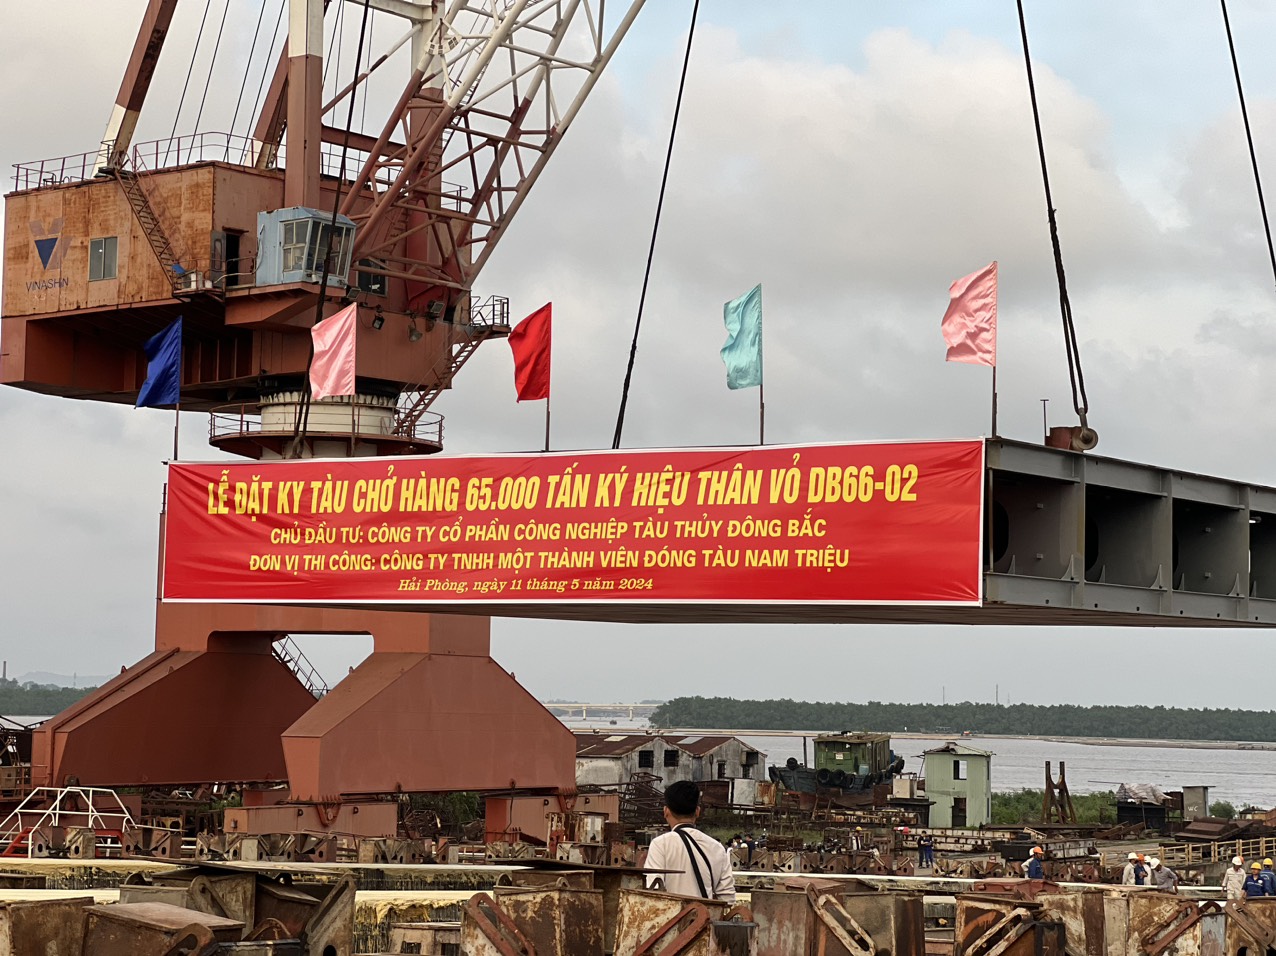 VINASHIN
LỄ ĐẶT KY TÀU CHỞ HÀNG 65.000 TẤN KÝ HIỆU THÂN VỎ DB66-02
CHỦ ĐẦU TƯ: CÔNG TY CỔ PHẦN CÔNG NGHIỆP TÀU THỦY ĐÔNG BẮC
ĐƠN VỊ THI CÔNG: CÔNG TY TNHH MỘT THÀNH VIÊN ĐÓNG TÀU NAM TRIỆU
Hải Phòng, ngày 11 tháng 5 năm 2024